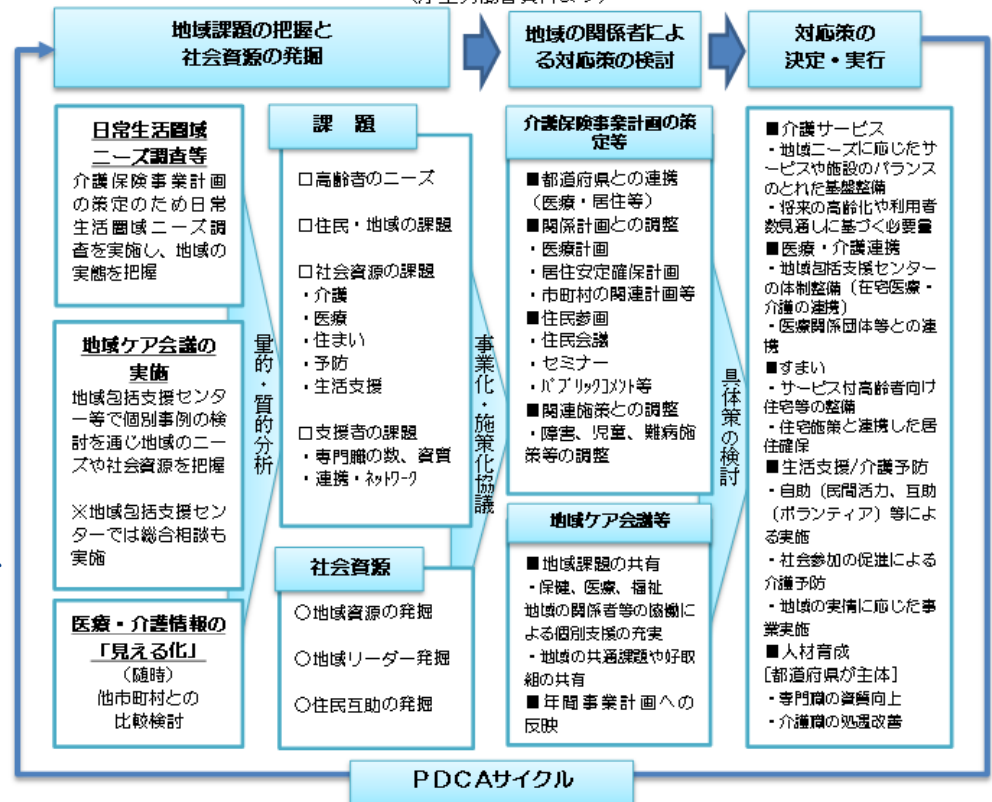 地域課題の把握と
社会資源の発掘
地域の関係者によ
る対応策の検討
対応策の
決定・実行
日常生活圏域
ニーズ調査等
介護保険事業計画
の策定のため日常
生活圏域ニーズ調
査を実施し、地域の
実態を把握
地域ケア会議の
実施
地域包括支援センタ
ー等で個別事例の検
討を通じ地域のニー
ズや社会資源を把握
※地域包括支援セン
ターでは総合相談も
実施
医療・介護情報の
「見える化」
（随時）
他市町村との
比較検討
量的・質的分析
課 題
□高齢者のニーズ
□住民・地域の課題
□社会資源の課題
・介護
・医療
・住まい
・予防
・生活支援
□支援者の課題
・専門職の数、資質
・連携・ネットワーク
社会資源
○地域資源の発掘
○地域リーダー発掘
○住民互助の発掘
事業化・施策化協議
介護保険事業計画の策
定等
■都道府県との連携
（医療・居住等）
■関係計画との調整
・医療計画
・居住安定確保計画
・市町村の関連計画等
■住民参画
・住民会議
・セミナー
・パブリックコメント等
■関連施策との調整
・障害、児童、難病施
策等の調整
地域ケア会議等
■地域課題の共有
・保健、医療、福祉
地域の関係者等の協働に
よる個別支援の充実
・地域の共通課題や好取
組の共有
■年間事業計画への
反映
具体策の検討
■介護サービス
・地域ニーズに応じたサ
ービスや施設のバランス
のとれた基盤整備
・将来の高齢化や利用者
数見通しに基づく必要量
■医療・介護連携
・地域包括支援センター
の体制整備（在宅医療・
介護の連携）
・医療関係団体等との連
携
■すまい
・サービス付高齢者向け
住宅等の整備
・住宅施策と連携した居
住確保
■生活支援/介護予防
・自助（民間活力、互助
（ボランティア）等によ
る実施
・社会参加の促進による
介護予防
・地域の実情に応じた事
業実施
■人材育成
[都道府県が主体]
・専門職の資質向上
・介護職の処遇改善
PDCAサイクル